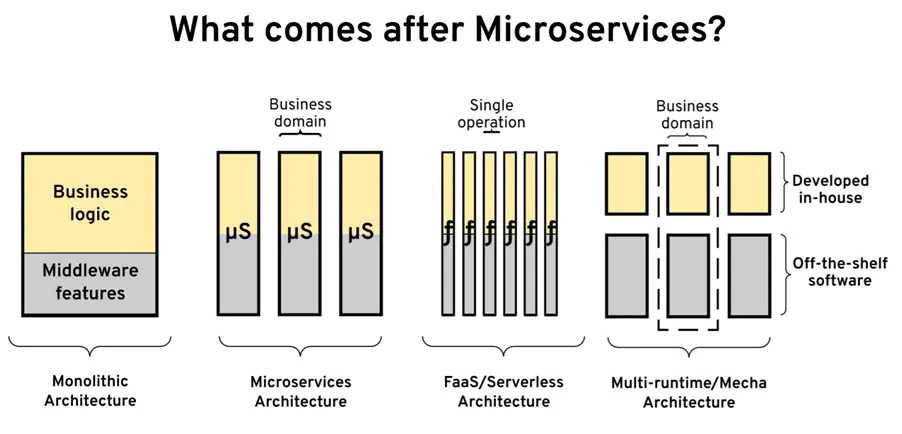 What comes after Microservices?
Business
domain
Single
operation
Business
domain
Business
logic
Middleware
features
µS
µS
µS
f
f
f
f
f
f
Developed
in-house
Off-the-shelf
software
Monolithic
Architecture
Microservices
Architecture
FaaS/Serverless
Architecture
Multi-runtime/Mecha
Architecture